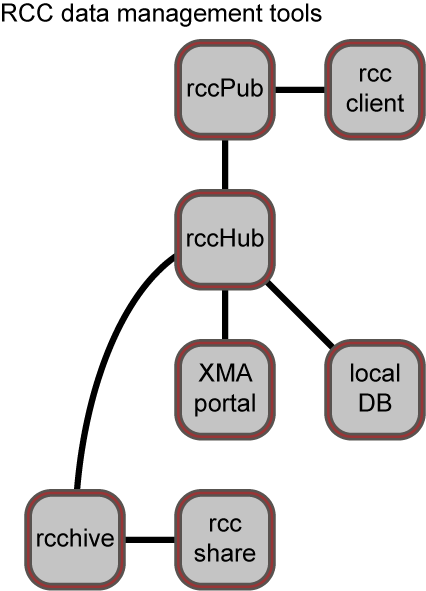 RCC data management tools
rccPub
rcc
client
rccHub
XMA
portal
local
DB
rcchive
rcc
share